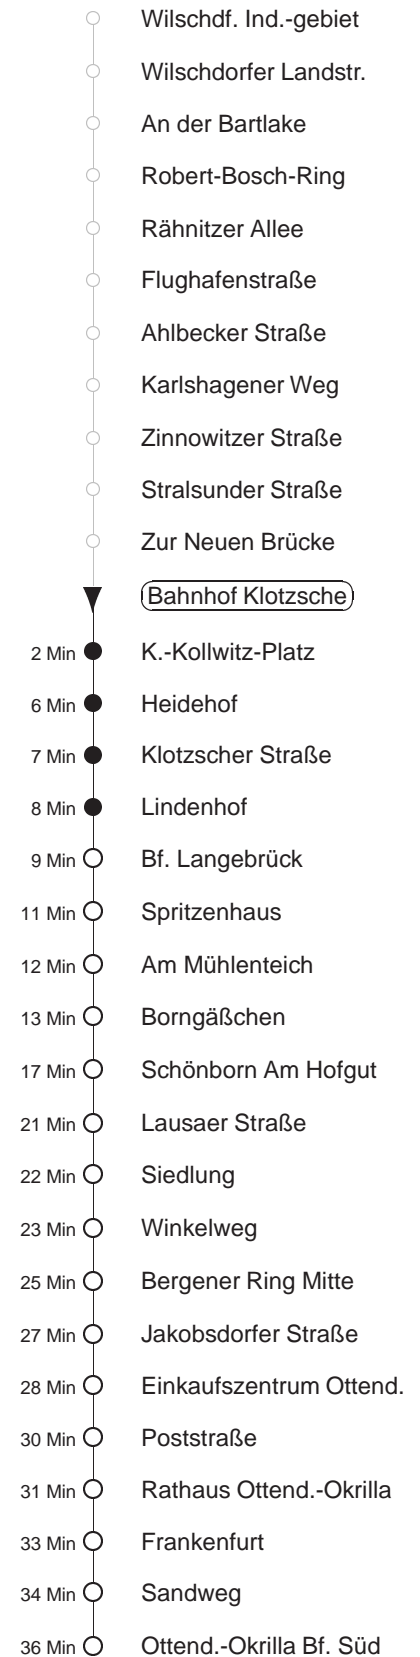 Wilschdf. Ind.-gebiet
Wilschdorfer Landstr.
An der Bartlake
Robert-Bosch-Ring
Rähnitzer Allee
Flughafenstraße
Ahlbecker Straße
Karlshagener Weg
Zinnowitzer Straße
Stralsunder Straße
Zur Neuen Brücke
Bahnhof Klotzsche
2 Min K.-Kollwitz-Platz
6 Min Heidehof
7 Min Klotzscher Straße
8 Min Lindenhof
9 Min Bf. Langebrück
11 Min Spritzenhaus
12 Min Am Mühlenteich
13 Min Borngäßchen
17 Min Schönborn Am Hofgut
21 Min Lausaer Straße
22 Min Siedlung
23 Min Winkelweg
25 Min Bergener Ring Mitte
27 Min Jakobsdorfer Straße
28 Min Einkaufszentrum Ottend.
30 Min Poststraße
31 Min Rathaus Ottend.-Okrilla
33 Min Frankenfurt
34 Min Sandweg
36 Min Ottend.-Okrilla Bf. Süd